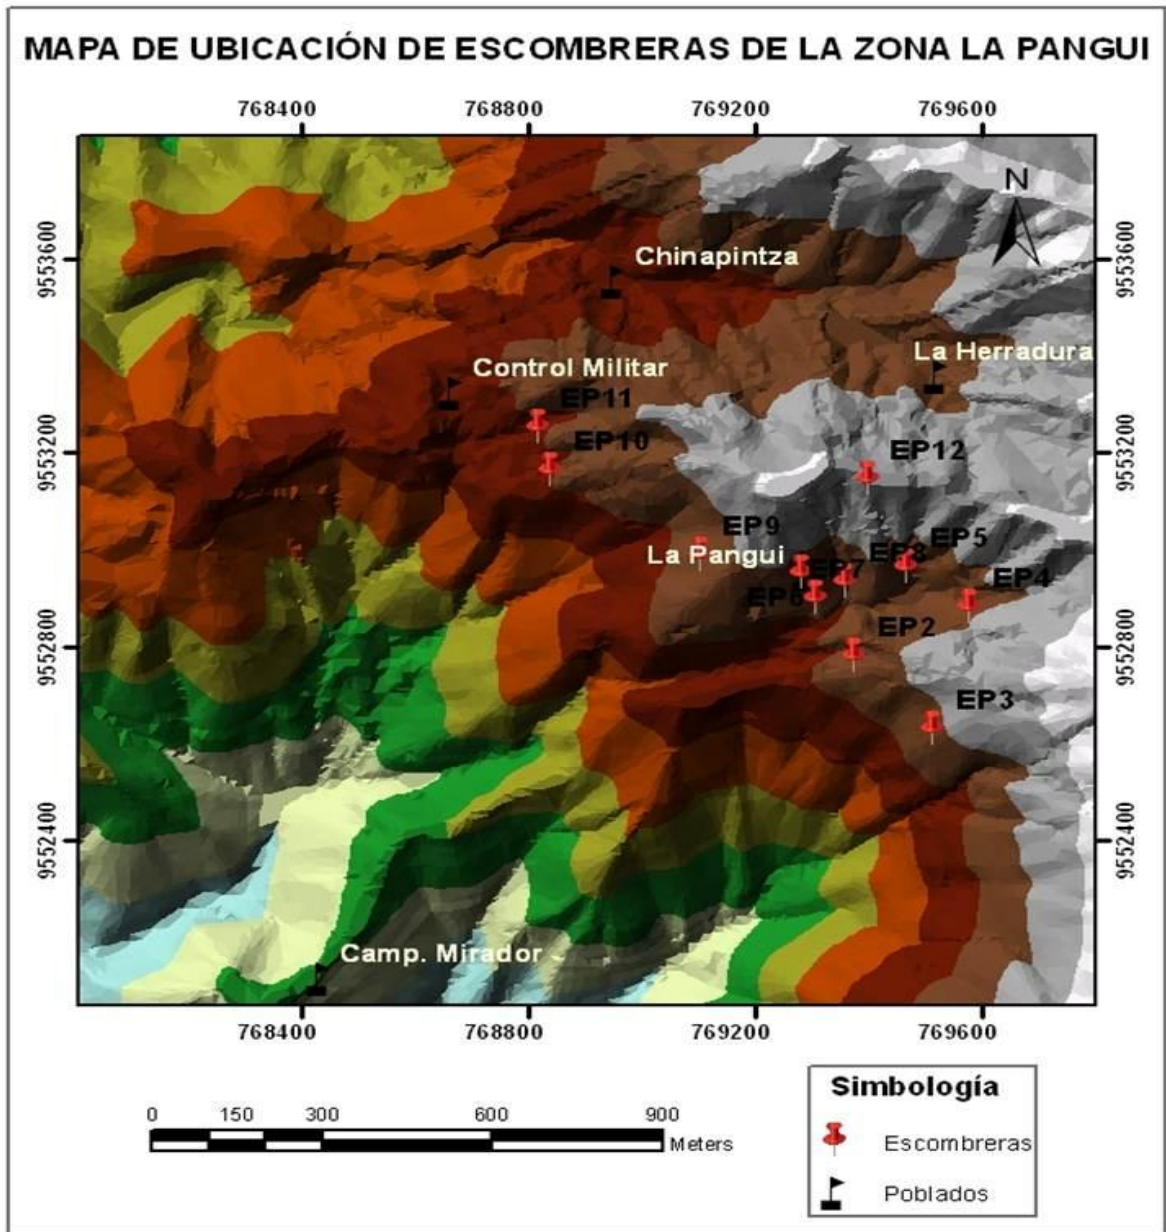 MAPA DE UBICACIÓN DE ESCOMBRERAS DE LA ZONA LA PANGUI
768400 768800 769200 769600
N
9553600 Chinapintza 9553600
La Herradura
Control Militar
EP11
EP10
9553200 EP12 9553200
EP9
EP5
La Pangui EP8
EP7
EP4
EP6
EP2
9552800 9552800
EP3
9552400 9552400
Camp. Mirador
768400 768800 769200 769600
Simbología
0 150 300 600 900
Meters
Escombreras
Poblados